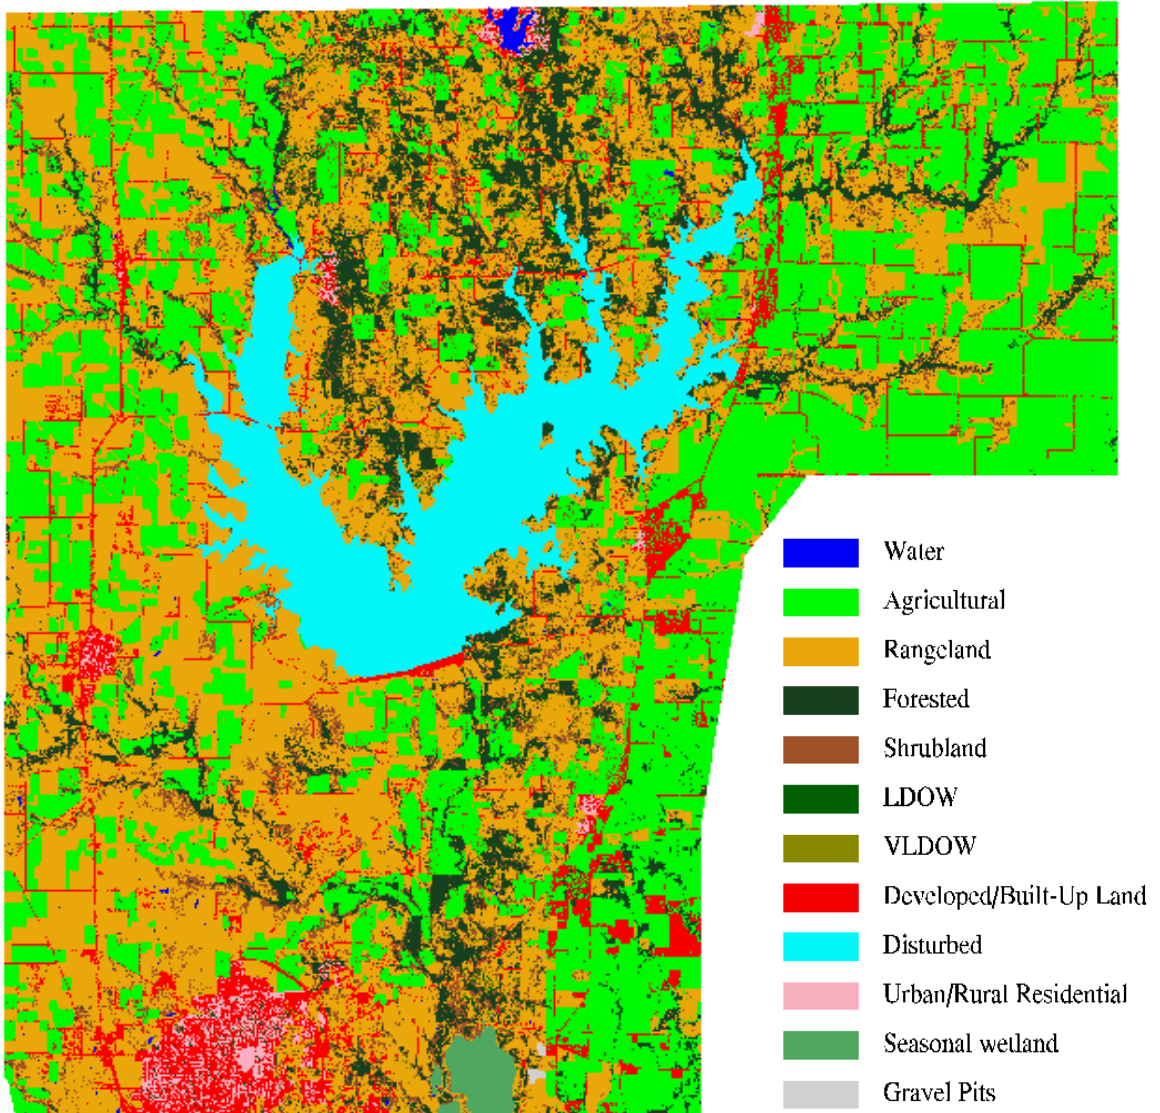 Water
Agricultural
Rangeland
Forested
Shrubland
LDOW
VLDOW
Developed/Built-Up Land
Disturbed
Urban/Rural Residential
Seasonal wetland
Gravel Pits